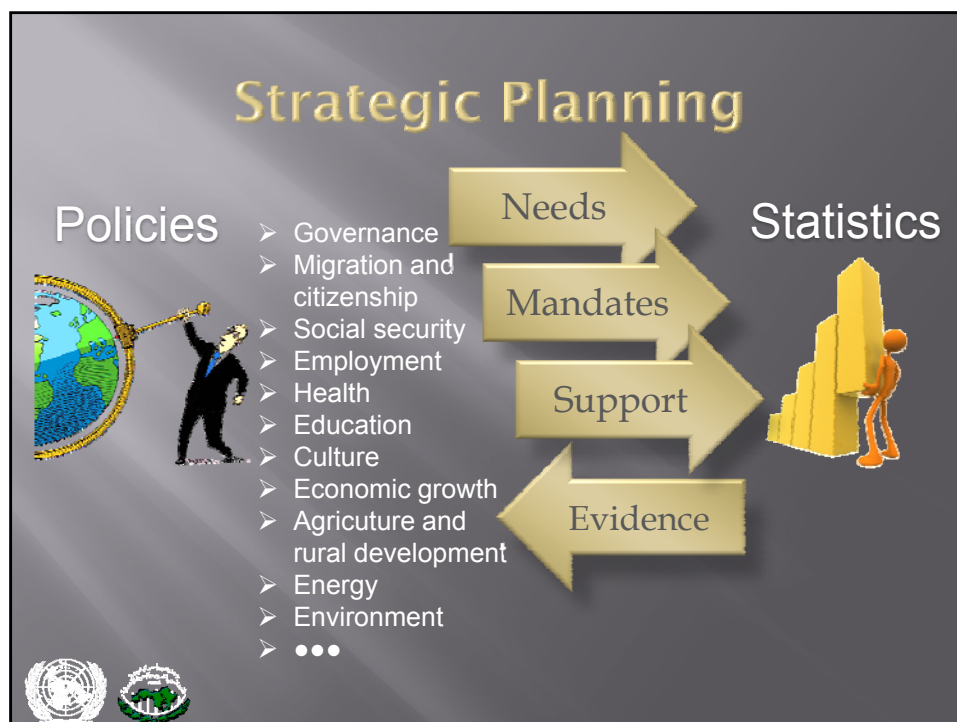 Strategic Planning
Policies
➢ Governance
➢ Migration and
citizenship
➢ Social security
➢ Employment
➢ Health
➢ Education
➢ Culture
➢ Economic growth
➢ Agricuture and
rural development
➢ Energy
➢ Environment
➢ •••
Needs
Mandates
Support
Evidence
Statistics